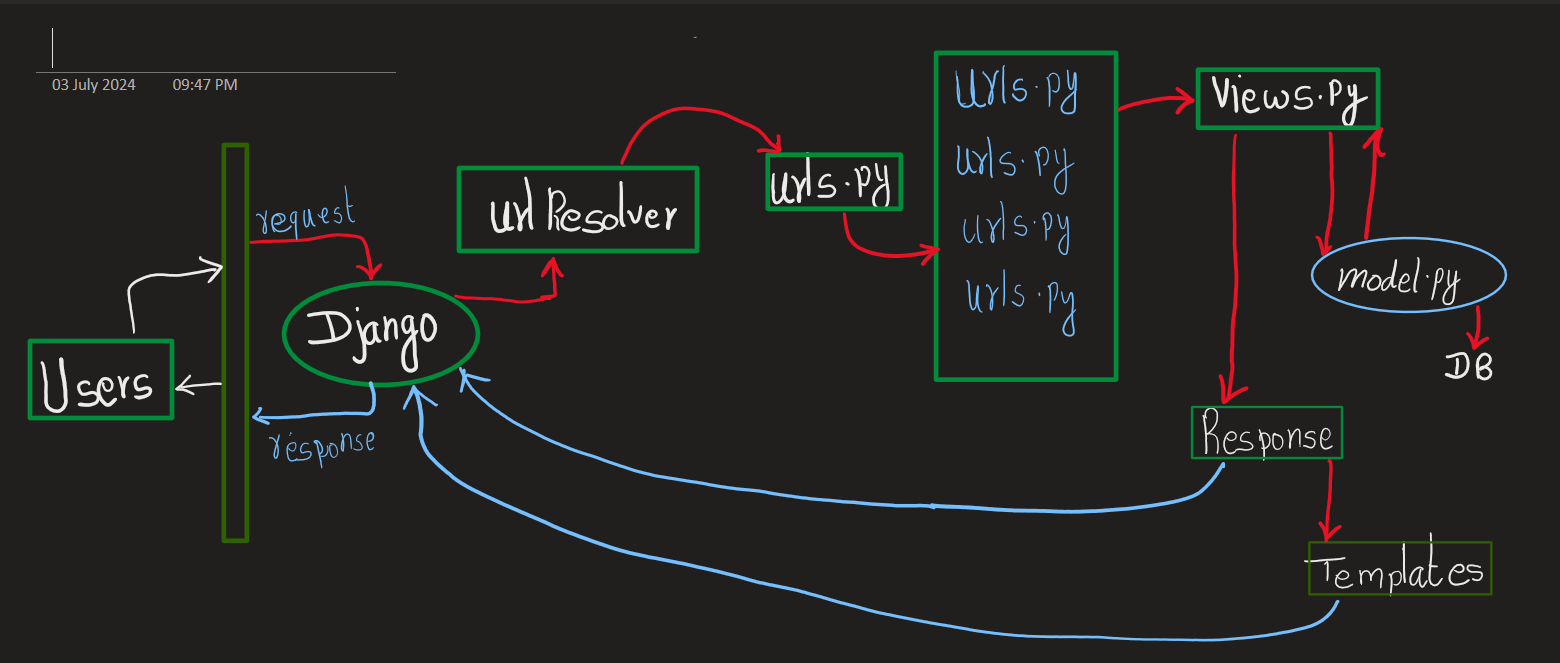 03 July 2024 09:47 PM
Users
request
Django
response
url Resolver
urls.py
urls.py
urls.py
urls.py
urls.py
Views.py
model.py
DB
Response
Templates